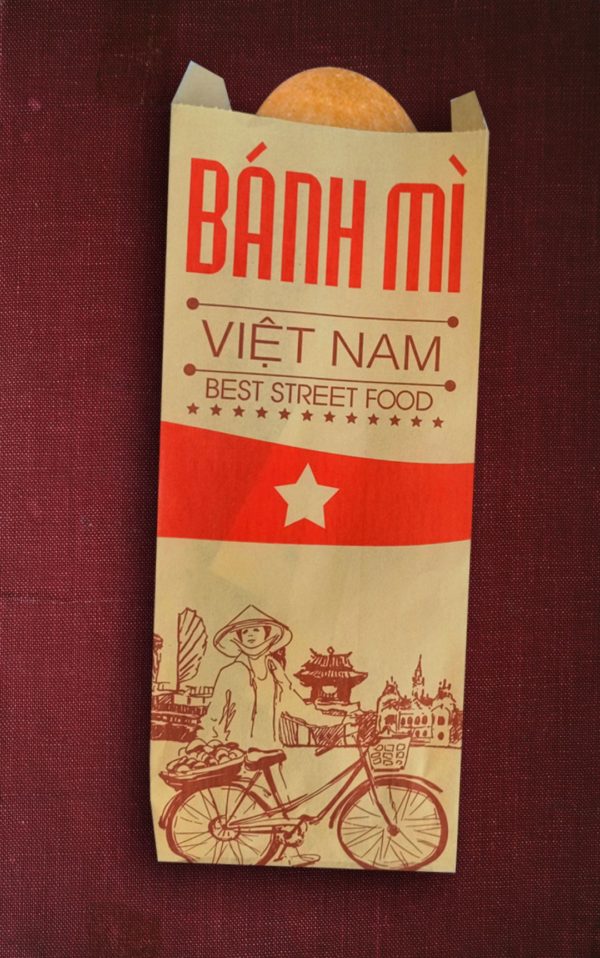 BÁNH MÌ
VIỆT NAM
BEST STREET FOOD